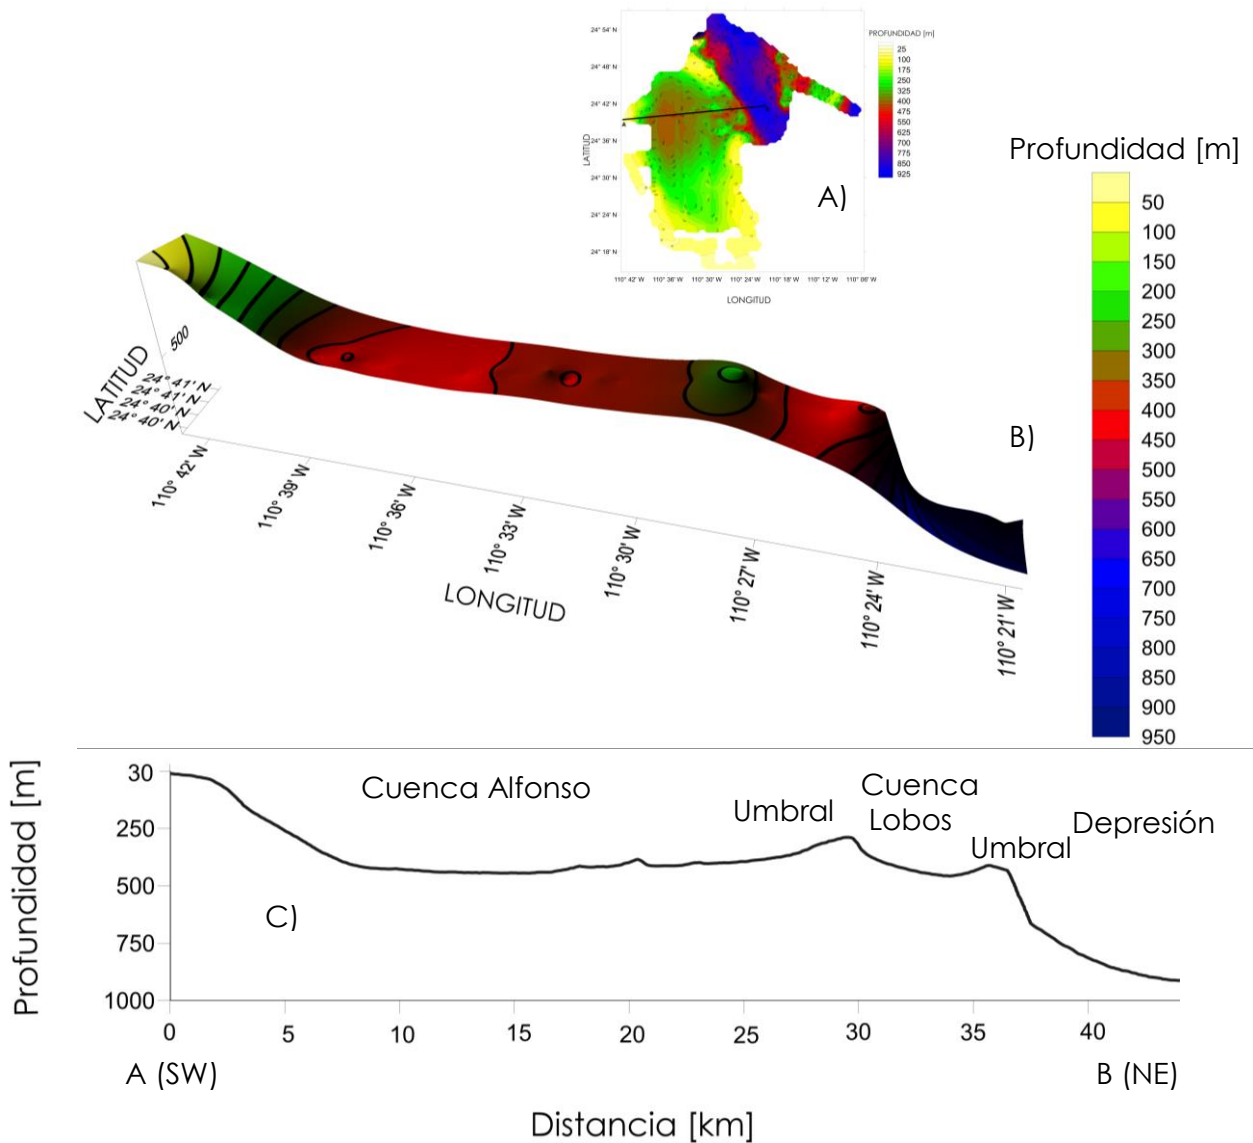 PROFUNDIDAD [m]
25
100
175
250
325
400
475
550
625
700
775
850
925
24° 54' N
24° 48' N
24° 42' N
24° 36' N
24° 30' N
24° 24' N
24° 18' N
LATITUD
A
110° 42' W
110° 36' W
110° 30' W
110° 24' W
110° 18' W
110° 12' W
110° 06' W
LONGITUD
A)
Profundidad [m]
50
100
150
200
250
300
350
400
450
500
550
600
650
700
750
800
850
900
950
B)
500
LATITUD
24° 41' N
24° 41' N
24° 40' N
24° 40' N
110° 42' W
110° 39' W
110° 36' W
110° 33' W
110° 30' W
110° 27' W
110° 24' W
110° 21' W
LONGITUD
Profundidad [m]
30
250
500
750
1000
Cuenca Alfonso
Umbral
Cuenca
Lobos
Umbral
Depresión
C)
0
5
10
15
20
25
30
35
40
A (SW)
B (NE)
Distancia [km]